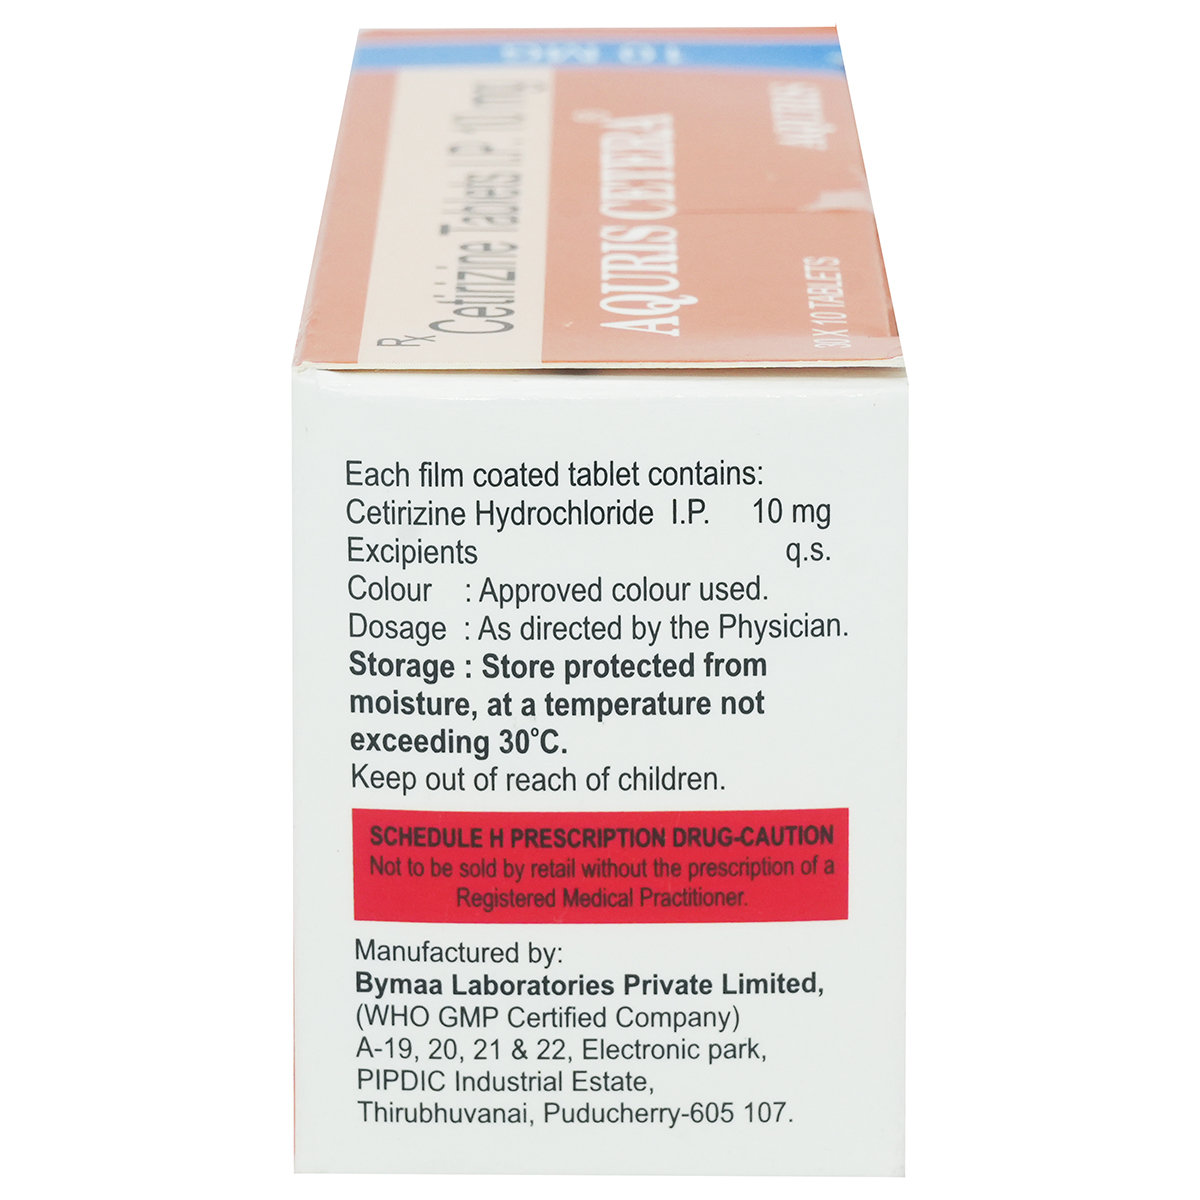 10 MG
Rx
Cetirizine Tablets I.P. 10 mg
AQURIS CETERA®
AQURIS
30 X 10 TABLETS
Each film coated tablet contains:
Cetirizine Hydrochloride I.P. 10 mg
Excipients q.s.
Colour : Approved colour used.
Dosage : As directed by the Physician.
Storage : Store protected from
moisture, at a temperature not
exceeding 30°C.
Keep out of reach of children.
SCHEDULE H PRESCRIPTION DRUG-CAUTION
Not to be sold by retail without the prescription of a
Registered Medical Practitioner.
Manufactured by:
Bymaa Laboratories Private Limited,
(WHO GMP Certified Company)
A-19, 20, 21 & 22, Electronic park,
PIPDIC Industrial Estate,
Thirubhuvanai, Puducherry-605 107.